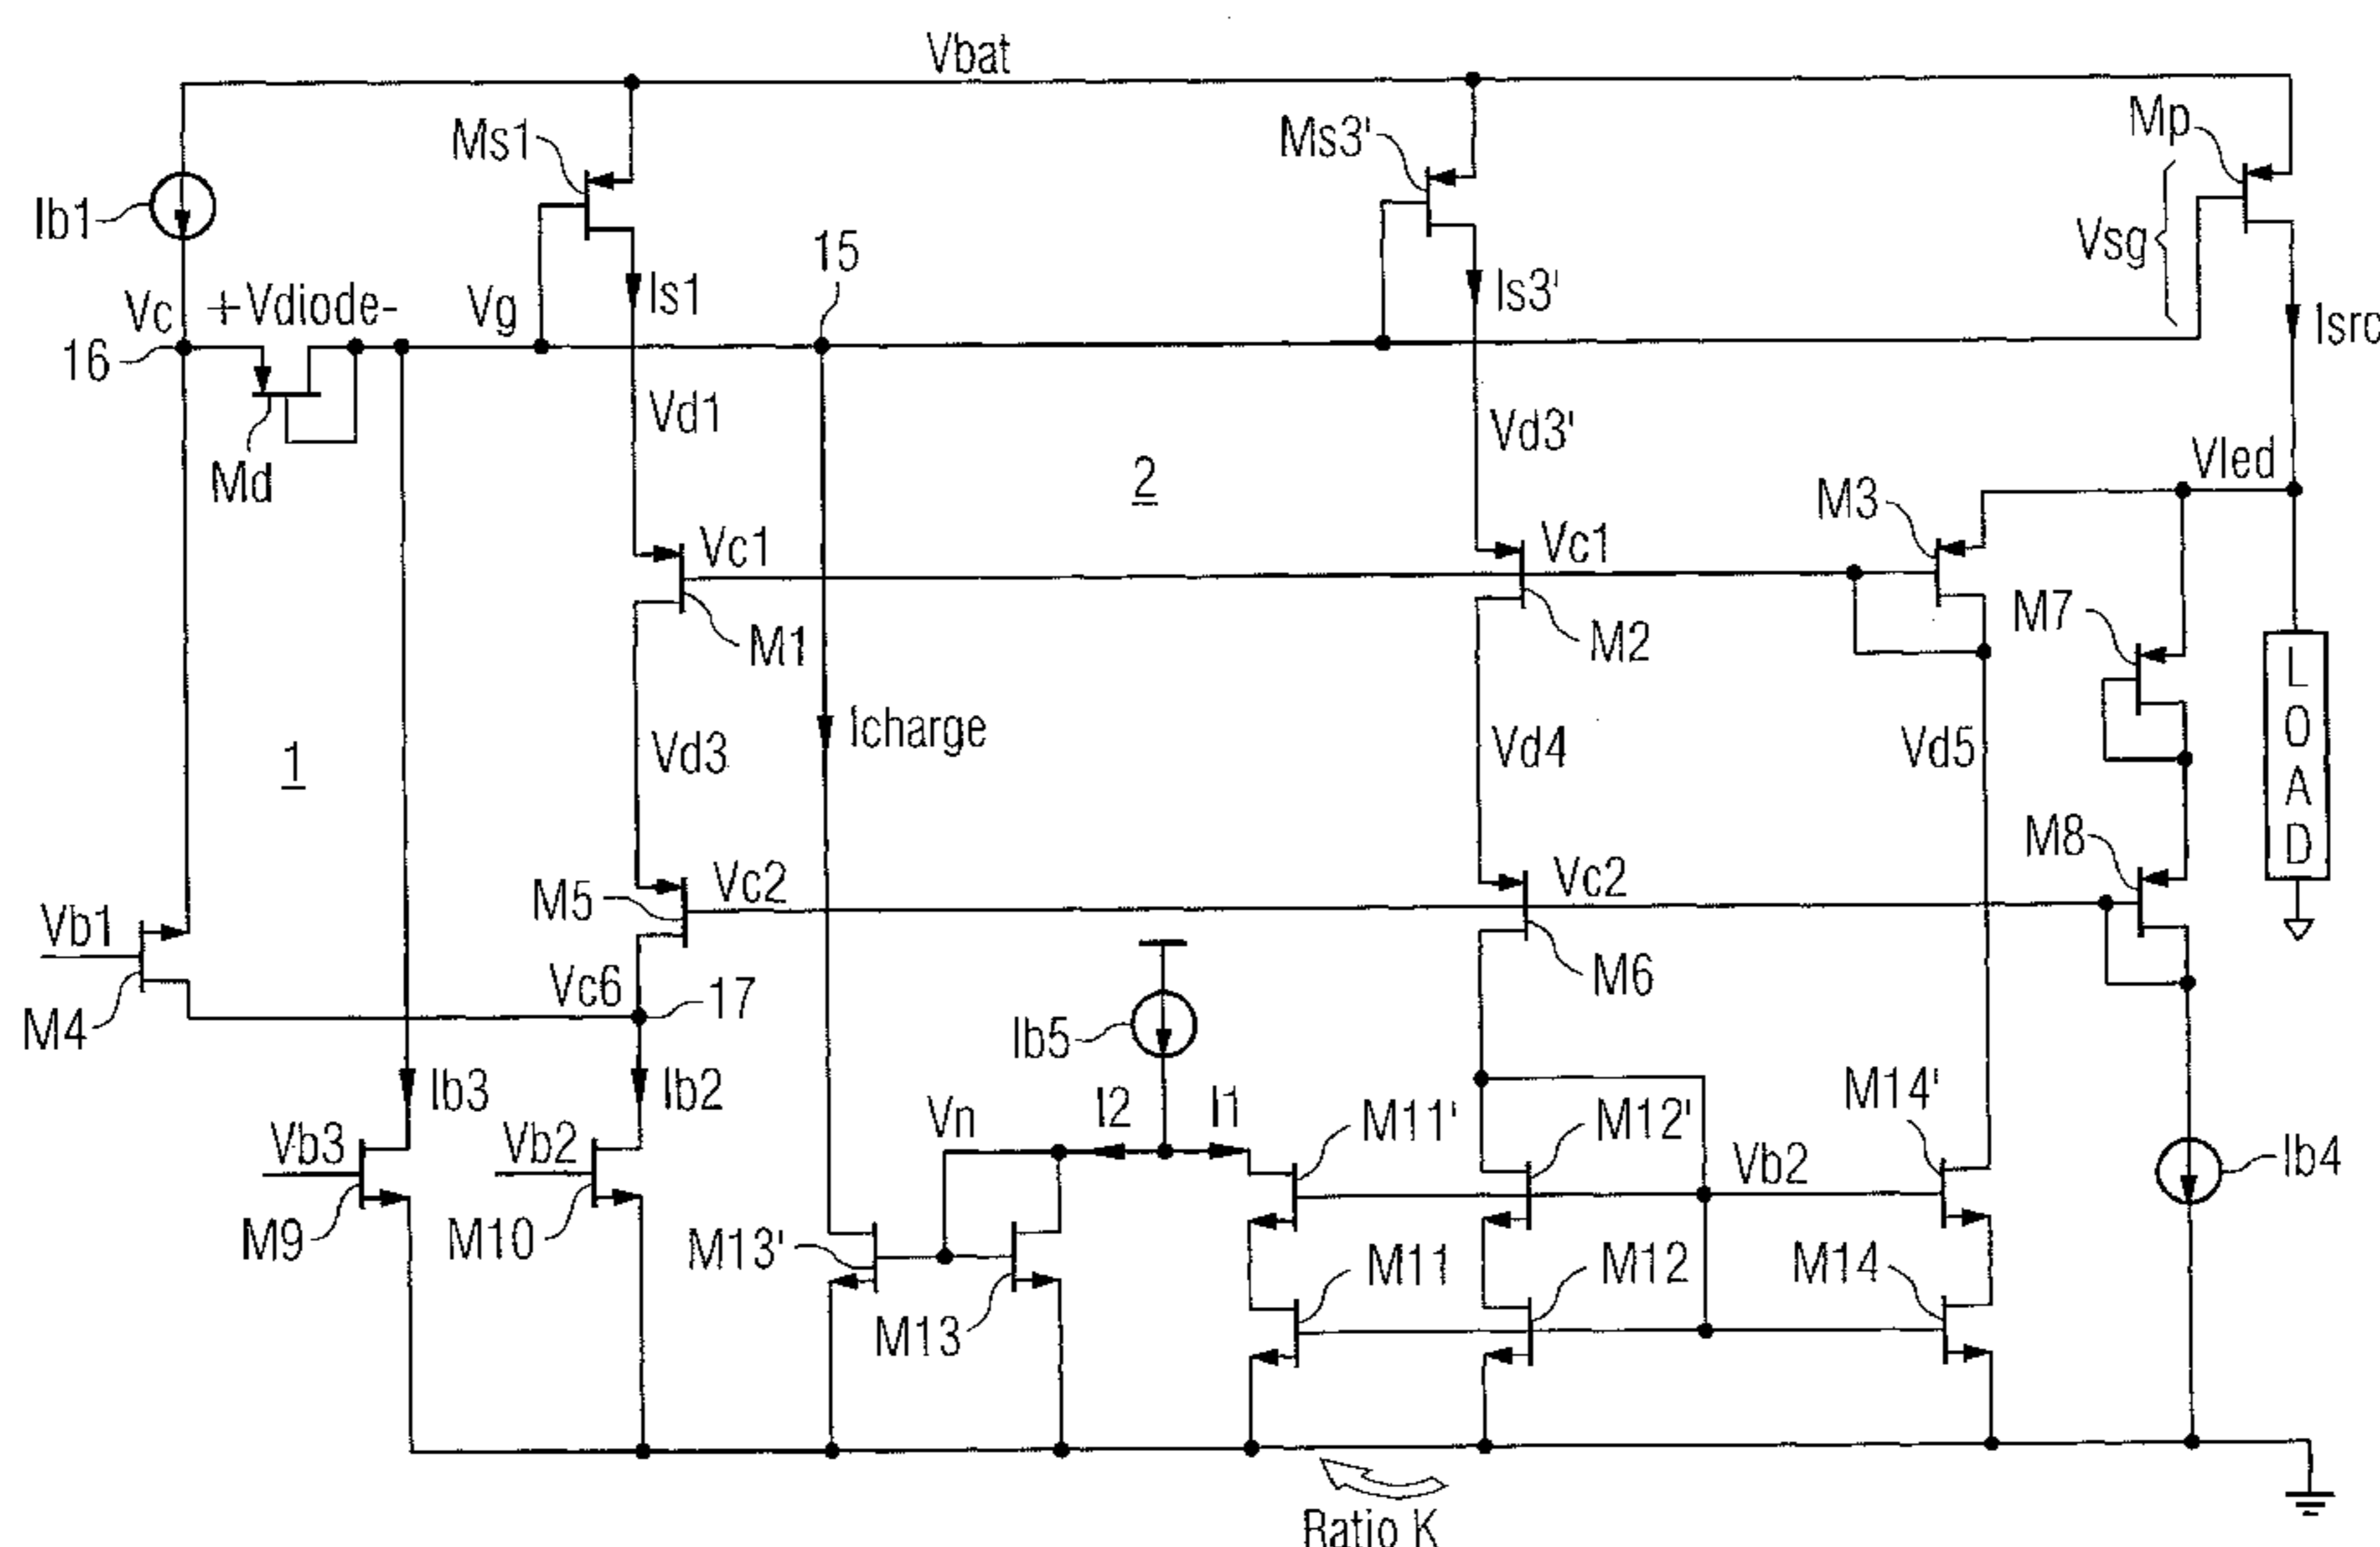 Vbat
Ms1
Ms3'
Mp
Ib1
Vsg
15
Is1
Is3'
Isrc
Vc
+Vdiode-
Vg
16
Md
Vd1
Vd3'
Vled
2
M3
Vc1
Vc1
M1
M2
M7
LOAD
1
Vd3
Icharge
Vd4
Vd5
M5
Vc2
Vc2
M8
Vb1
M4
Vc6
17
M6
Ib5
Ib3
Ib2
Vn
I2
I1
M11'
M12'
M14'
Vb3
Vb2
Vb2
Ib4
M9
M10
M13'
M13
M11
M12
M14
Ratio K